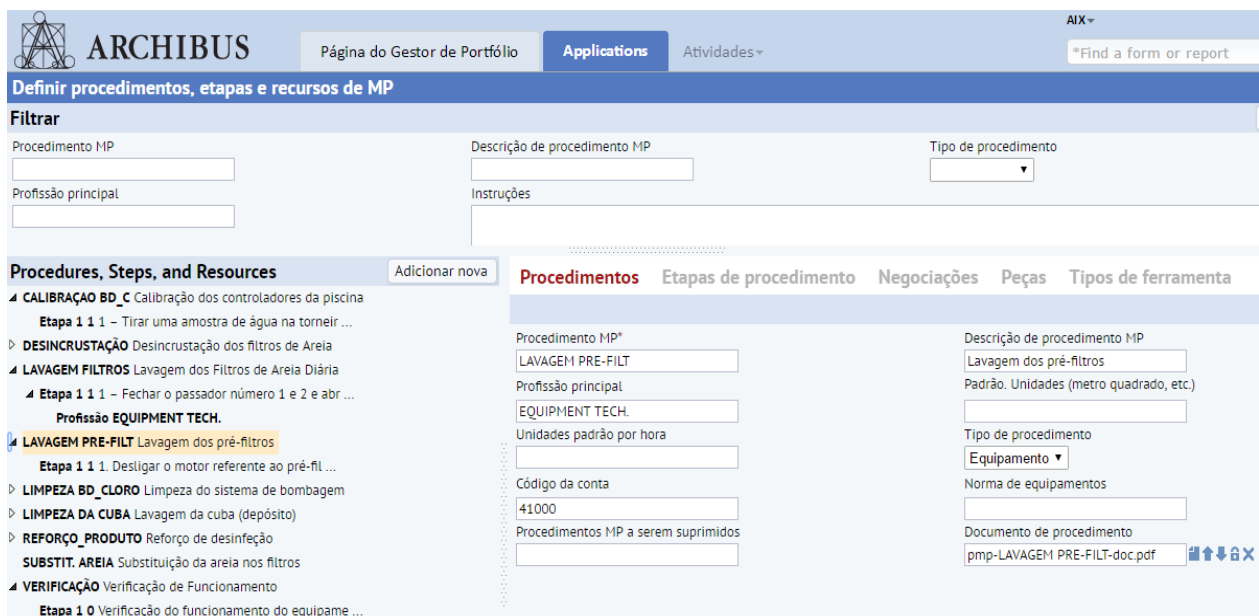 AIX
ARCHIBUS
Página do Gestor de Portfólio Applications Atividades *Find a form or report
Definir procedimentos, etapas e recursos de MP
Filtrar
Procedimento MP Descrição de procedimento MP Tipo de procedimento
Profissão principal Instruções
Procedures, Steps, and Resources Adicionar nova
CALIBRAÇAO BD_C Calibração dos controladores da piscina
Etapa 1 1 1 – Tirar uma amostra de água na torneir ...
DESINCRUSTAÇÃO Desincrustação dos filtros de Areia
LAVAGEM FILTROS Lavagem dos Filtros de Areia Diária
Etapa 1 1 1 – Fechar o passador número 1 e 2 e abr ...
Profissão EQUIPMENT TECH.
LAVAGEM PRE-FILT Lavagem dos pré-filtros
Etapa 1 1 1. Desligar o motor referente ao pré-fil ...
LIMPEZA BD_CLORO Limpeza do sistema de bombagem
LIMPEZA DA CUBA Lavagem da cuba (depósito)
REFORÇO_PRODUTO Reforço de desinfeção
SUBSTIT. AREIA Substituição da areia nos filtros
VERIFICAÇÃO Verificação de Funcionamento
Etapa 1 0 Verificação do funcionamento do equipame ...
Procedimentos Etapas de procedimento Negociações Peças Tipos de ferramenta
Procedimento MP* Descrição de procedimento MP
LAVAGEM PRE-FILT Lavagem dos pré-filtros
Profissão principal Padrão. Unidades (metro quadrado, etc.)
EQUIPMENT TECH.
Unidades padrão por hora Tipo de procedimento
Equipamento
Código da conta Norma de equipamentos
41000
Procedimentos MP a serem suprimidos Documento de procedimento
pmp-LAVAGEM PRE-FILT-doc.pdf